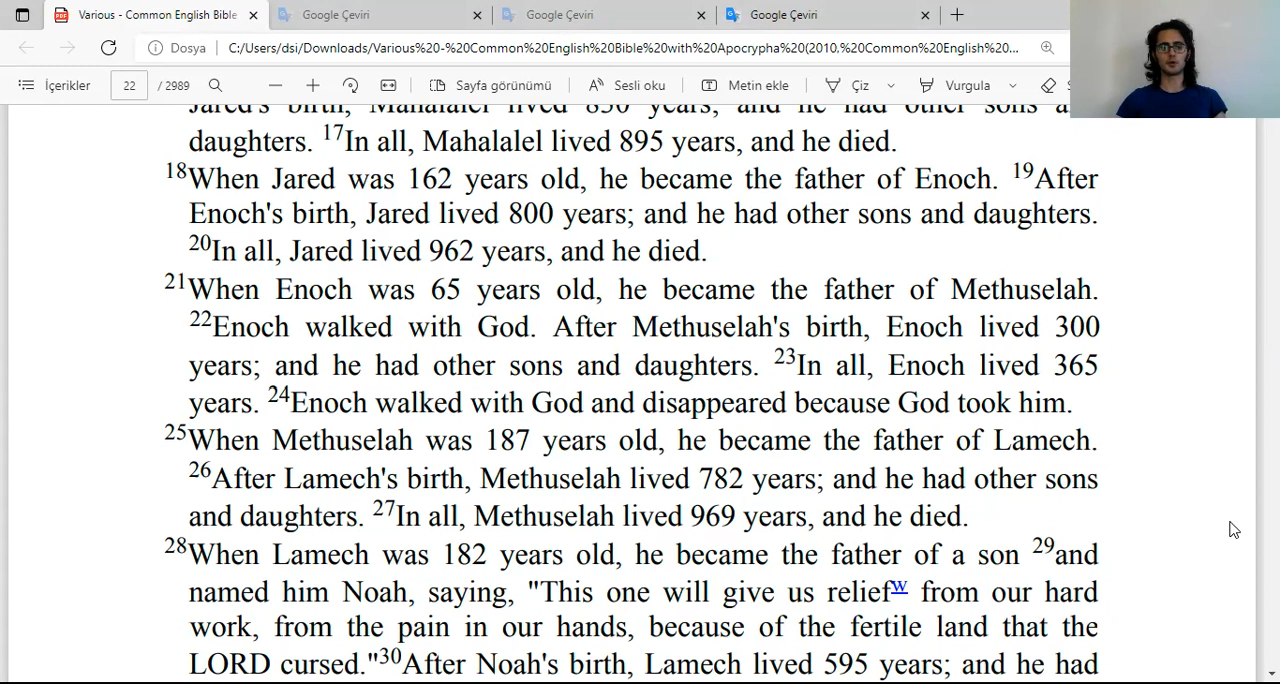 Various - Common English Bible
Google Çeviri
Google Çeviri
Google Çeviri
Dosya
C:/Users/dsi/Downloads/Various%20-%20Common%20English%20Bible%20with%20Apocrypha%20(2010,%20Common%20English%20...
İçerikler
22
/ 2989
Sayfa görünümü
Sesli oku
Metin ekle
Çiz
Vurgula
Jared's birth, Mahalalel lived 830 years; and he had other sons
daughters. 17In all, Mahalalel lived 895 years, and he died.
18When Jared was 162 years old, he became the father of Enoch. 19After
Enoch's birth, Jared lived 800 years; and he had other sons and daughters.
20In all, Jared lived 962 years, and he died.
21When Enoch was 65 years old, he became the father of Methuselah.
22Enoch walked with God. After Methuselah's birth, Enoch lived 300
years; and he had other sons and daughters. 23In all, Enoch lived 365
years. 24Enoch walked with God and disappeared because God took him.
25When Methuselah was 187 years old, he became the father of Lamech.
26After Lamech's birth, Methuselah lived 782 years; and he had other sons
and daughters. 27In all, Methuselah lived 969 years, and he died.
28When Lamech was 182 years old, he became the father of a son 29and
named him Noah, saying, "This one will give us reliefw from our hard
work, from the pain in our hands, because of the fertile land that the
LORD cursed."30After Noah's birth, Lamech lived 595 years; and he had